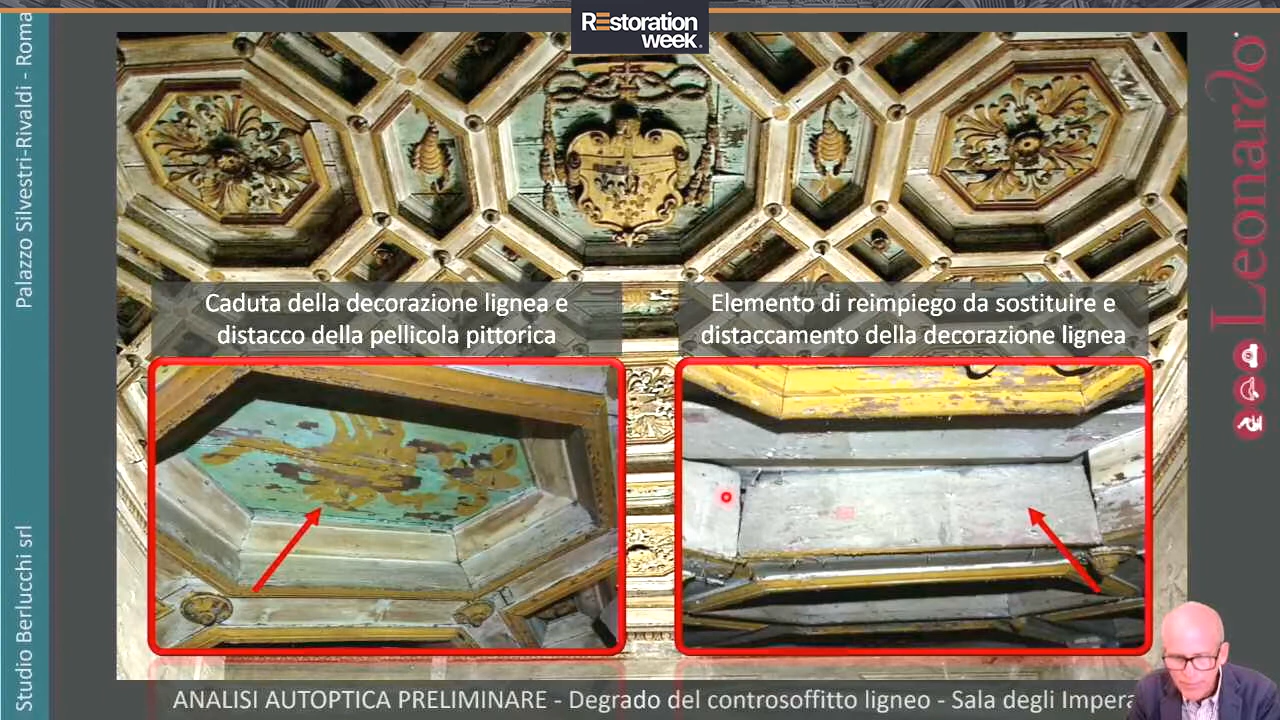 REstoration
week.
Palazzo Silvestri-Rivaldi - Roma
Studio Berlucchi srl
Leonardo
Caduta della decorazione lignea e
distacco della pellicola pittorica
Elemento di reimpiego da sostituire e
distaccamento della decorazione lignea
ANALISI AUTOPTICA PRELIMINARE - Degrado del controsoffitto ligneo - Sala degli